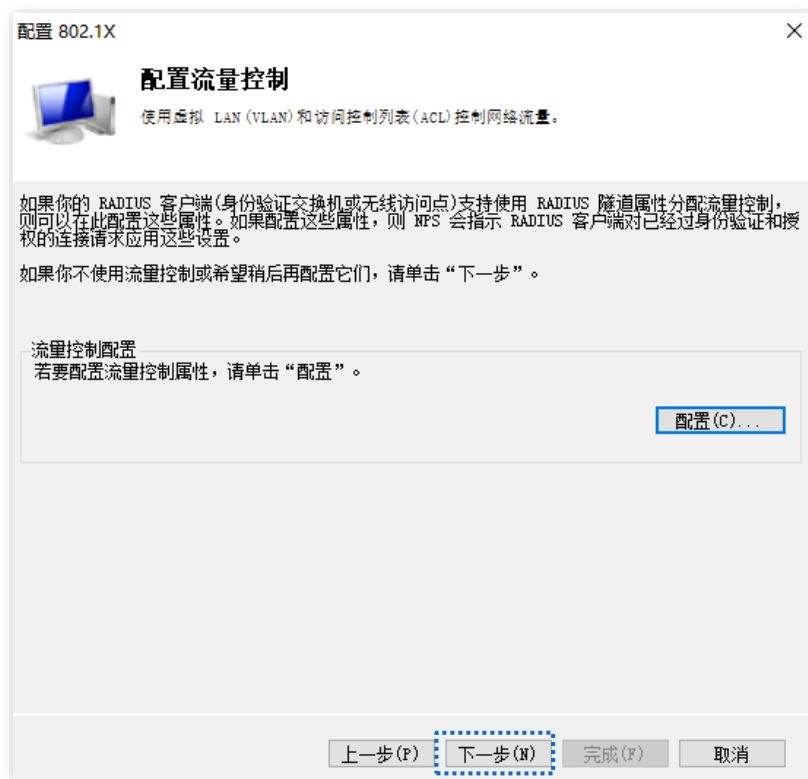 配置 802.1X
配置流量控制
使用虚拟 LAN (VLAN)和访问控制列表(ACL)控制网络流量。
如果你的 RADIUS 客户端(身份验证交换机或无线访问点)支持使用 RADIUS 隧道属性分配流量控制，
则可以在此配置这些属性。如果配置这些属性，则 NPS 会指示 RADIUS 客户端对已经过身份验证和授
权的连接请求应用这些设置。
如果你不使用流量控制或希望稍后再配置它们，请单击“下一步”。
流量控制配置
若要配置流量控制属性，请单击“配置”。
配置(C)...
上一步(P) 下一步(N) 完成(F) 取消